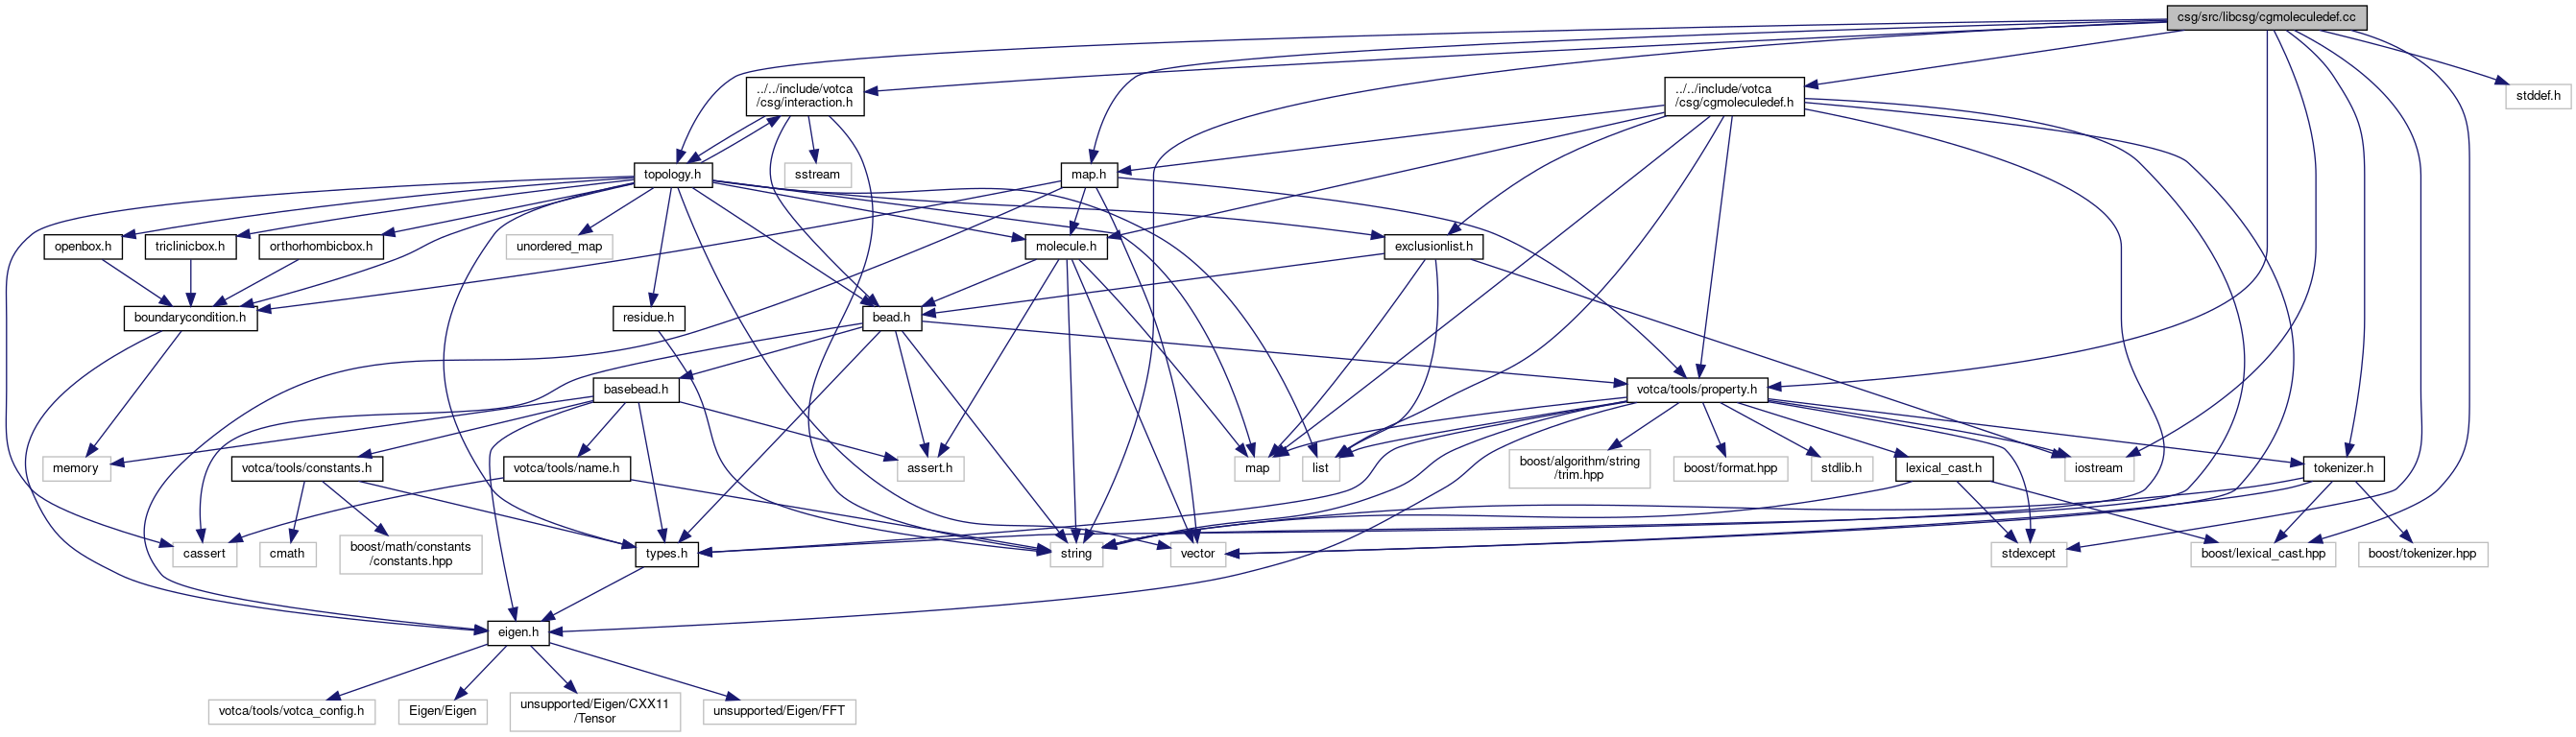 csg/src/libcsg/cgmoleculedef.cc
../../include/votca
/csg/interaction.h
../../include/votca
/csg/cgmoleculedef.h
stddef.h
topology.h
sstream
map.h
openbox.h
triclinicbox.h
orthorhombicbox.h
unordered_map
molecule.h
exclusionlist.h
boundarycondition.h
residue.h
bead.h
basebead.h
votca/tools/property.h
memory
votca/tools/constants.h
votca/tools/name.h
assert.h
map
list
boost/algorithm/string
/trim.hpp
boost/format.hpp
stdlib.h
lexical_cast.h
iostream
tokenizer.h
cassert
cmath
boost/math/constants
/constants.hpp
types.h
string
vector
stdexcept
boost/lexical_cast.hpp
boost/tokenizer.hpp
eigen.h
votca/tools/votca_config.h
Eigen/Eigen
unsupported/Eigen/CXX11
/Tensor
unsupported/Eigen/FFT